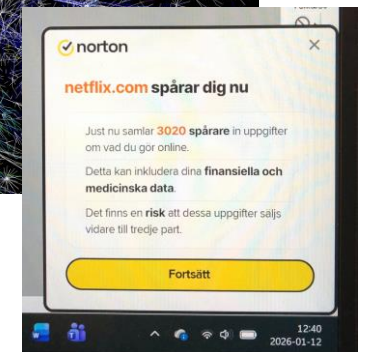 norton
netflix.com spårar dig nu
Just nu samlar 3020 spårare in uppgifter
om vad du gör online.
Detta kan inkludera dina finansiella och
medicinska data.
Det finns en risk att dessa uppgifter säljs
vidare till tredje part.
Fortsätt
12:40
2026-01-12